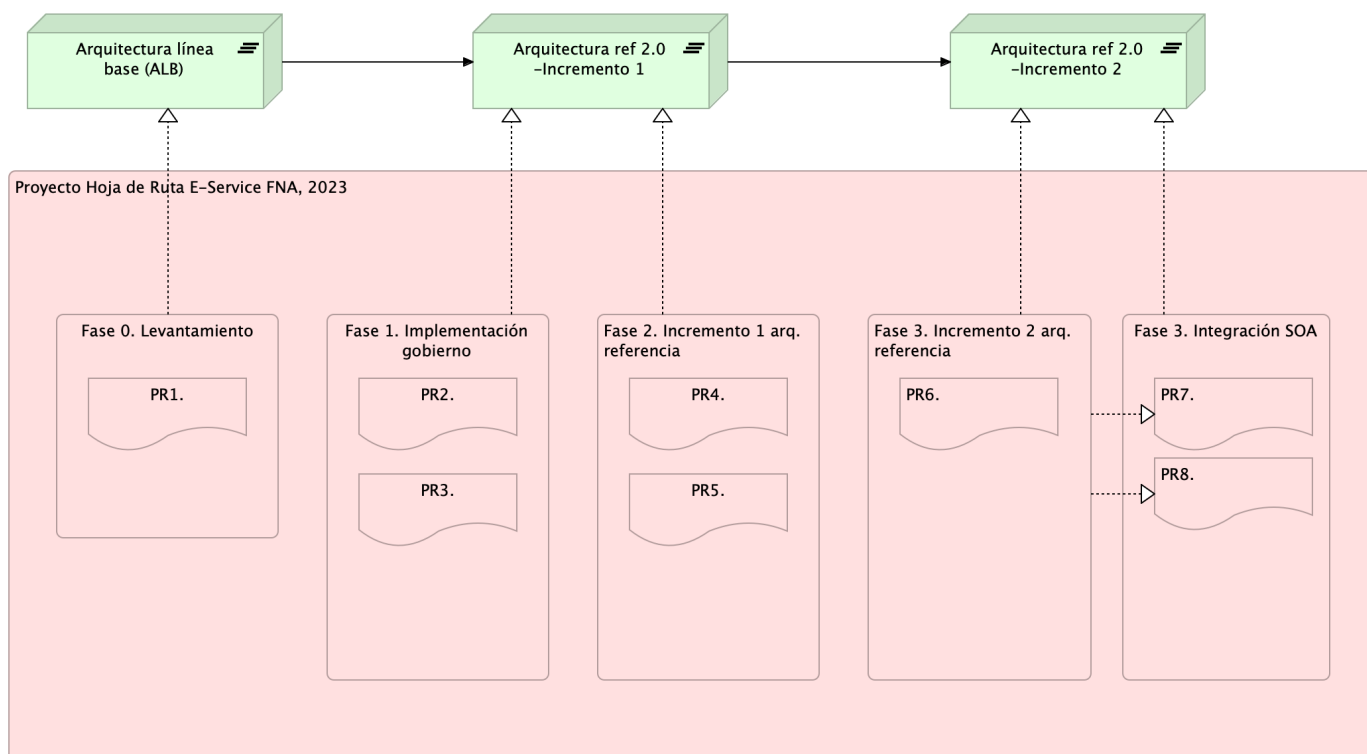 Arquitectura línea
base (ALB)
Arquitectura ref 2.0
-Incremento 1
Arquitectura ref 2.0
-Incremento 2
Proyecto Hoja de Ruta E-Service FNA, 2023
Fase 0. Levantamiento
PR1.
Fase 1. Implementación
gobierno
PR2.
PR3.
Fase 2. Incremento 1 arq.
referencia
PR4.
PR5.
Fase 3. Incremento 2 arq.
referencia
PR6.
Fase 3. Integración SOA
PR7.
PR8.